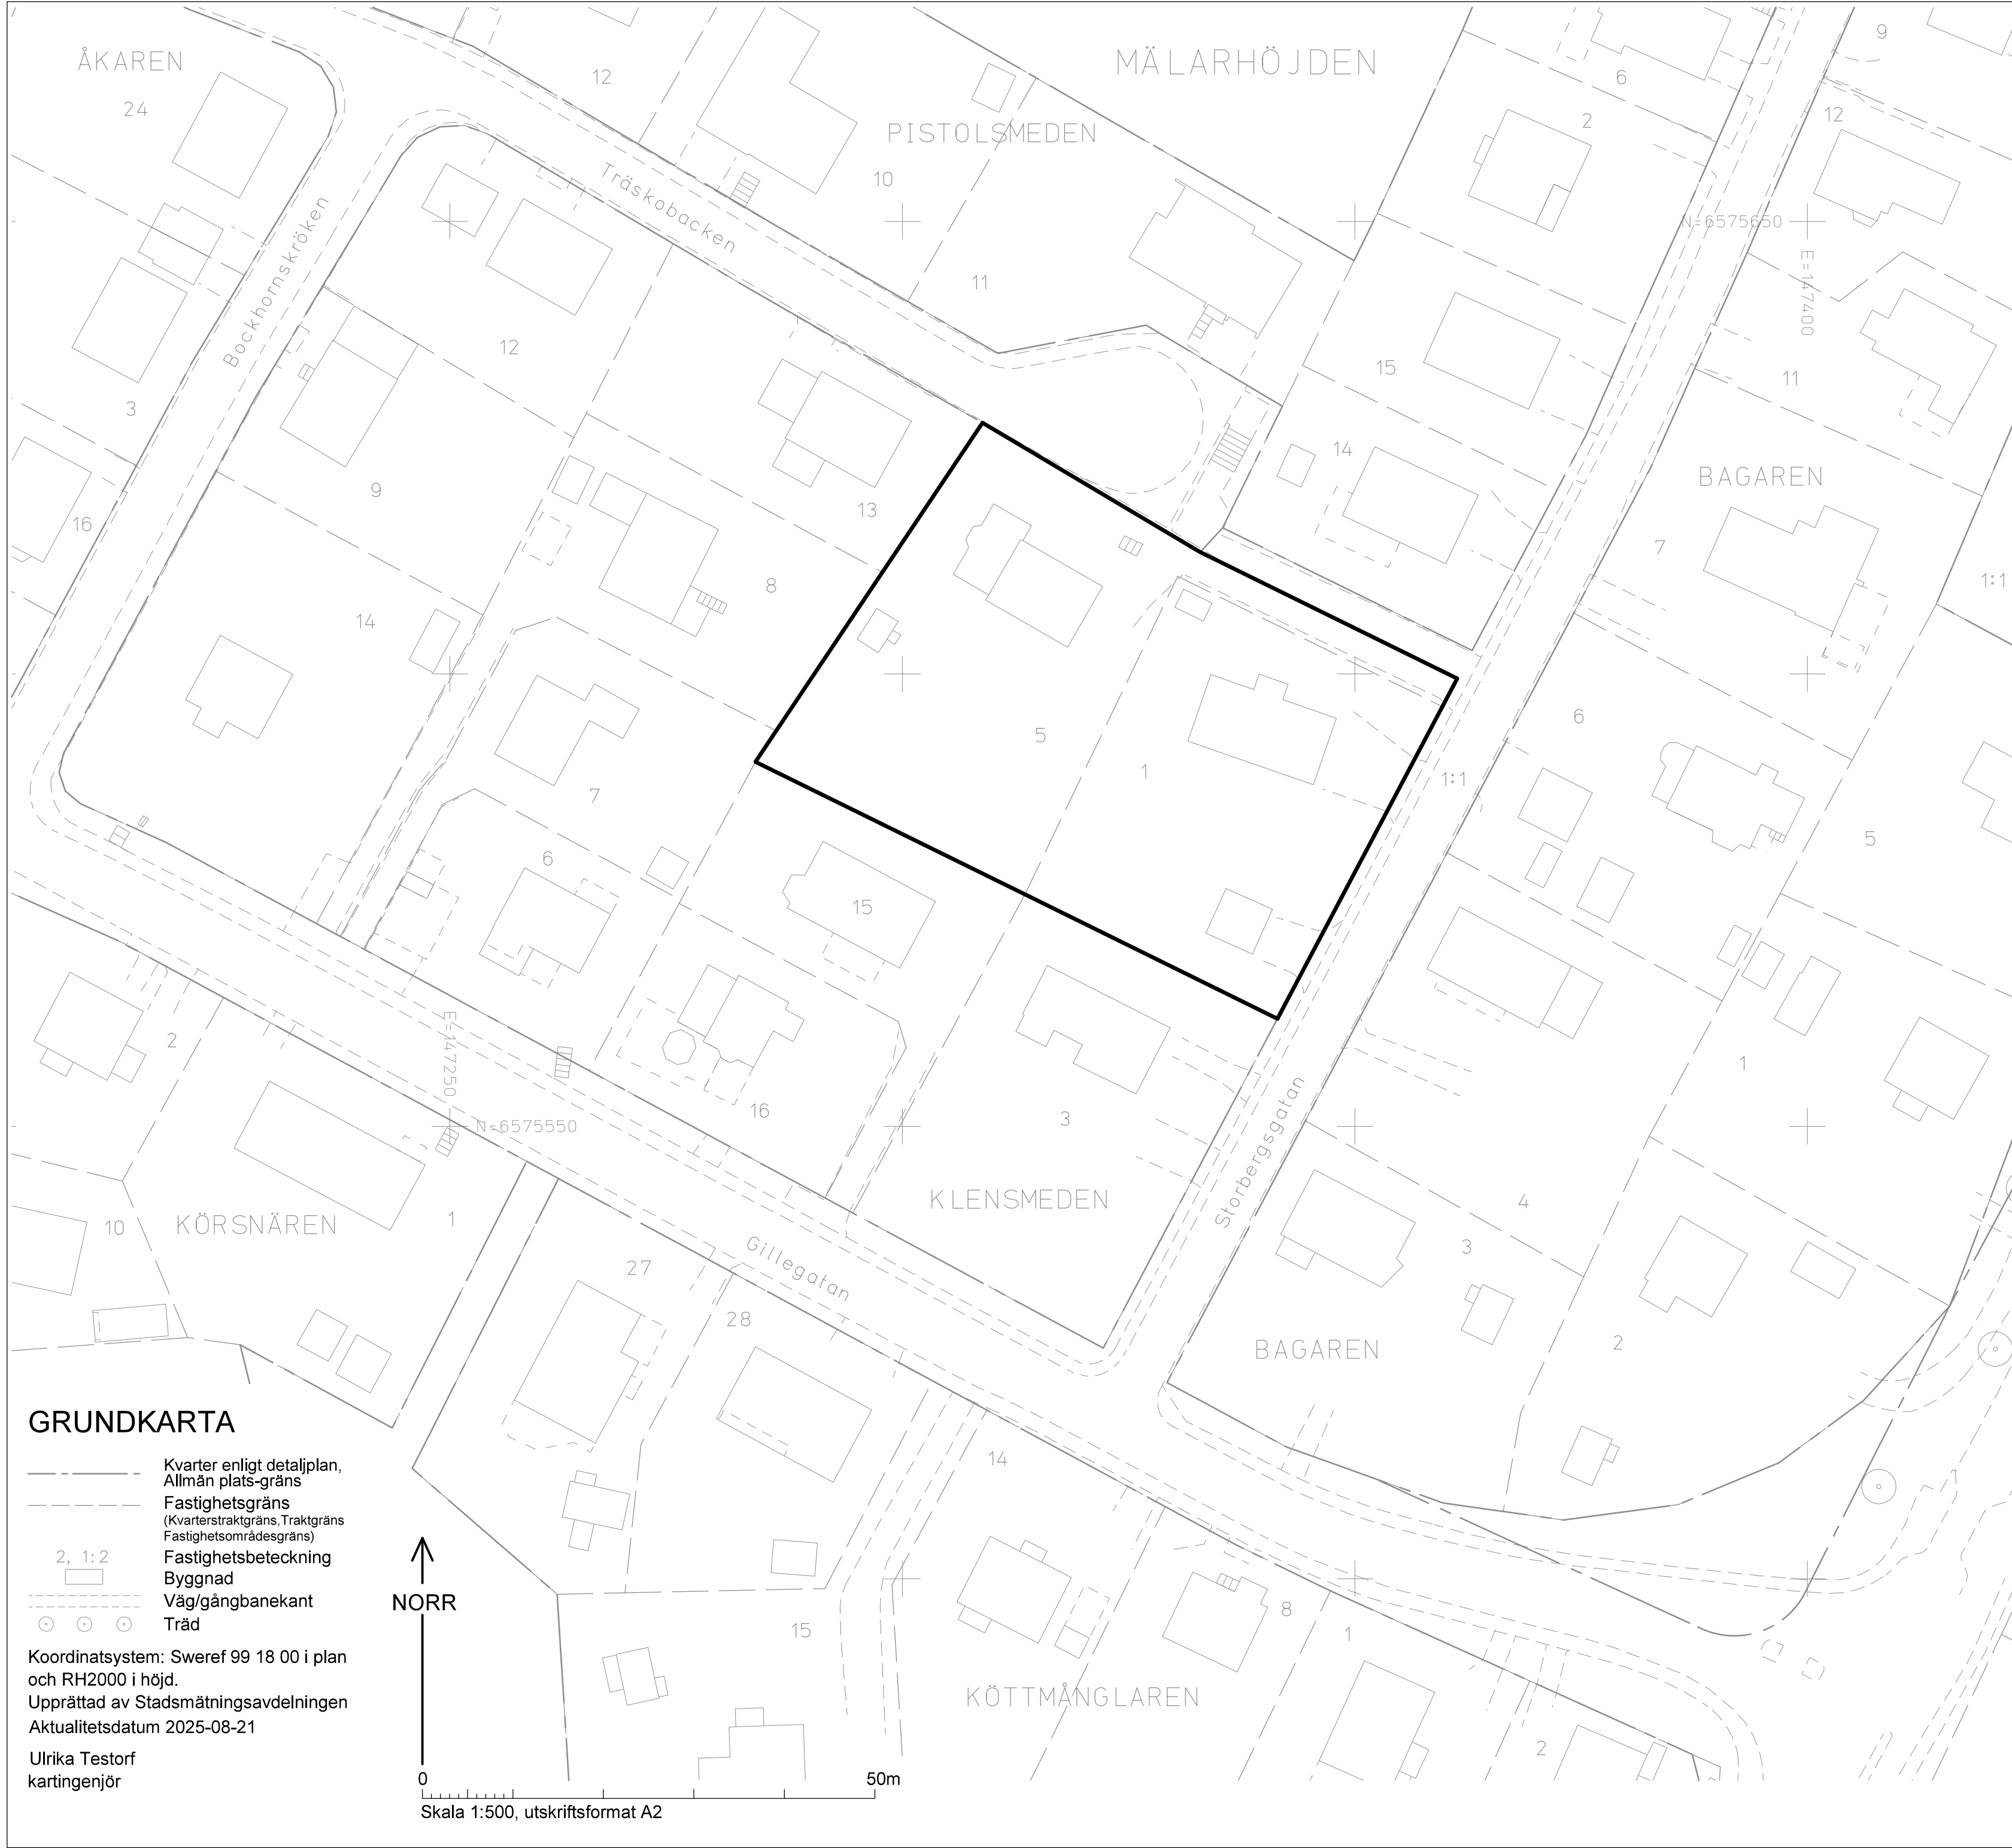 ÅKAREN
MÄLARHÖJDEN
9
12
6
24
2
12
PISTOLSMEDEN
10
Träskobacken
N=6575650
Bockhornskröken
E=147400
11
12
15
11
3
14
BAGAREN
9
13
16
7
8
1:1
14
6
5
1
1:1
7
5
6
15
E=147250
2
1
16
N=6575550
3
Storbergsgatan
KLENSMEDEN
4
10
KÖRSNÄREN
1
3
Gillegatan
27
28
BAGAREN
2
14
15
8
1
KÖTTMÅNGLAREN
2
GRUNDKARTA
Kvarter enligt detaljplan,
Allmän plats-gräns
Fastighetsgräns
(Kvarterstraktgräns,Traktgräns
Fastighetsområdesgräns)
2, 1:2 Fastighetsbeteckning
Byggnad
Väg/gångbanekant
Träd
Koordinatsystem: Sweref 99 18 00 i plan
och RH2000 i höjd.
Upprättad av Stadsmätningsavdelningen
Aktualitetsdatum 2025-08-21
Ulrika Testorf
kartingenjör
NORR
0 50m
Skala 1:500, utskriftsformat A2